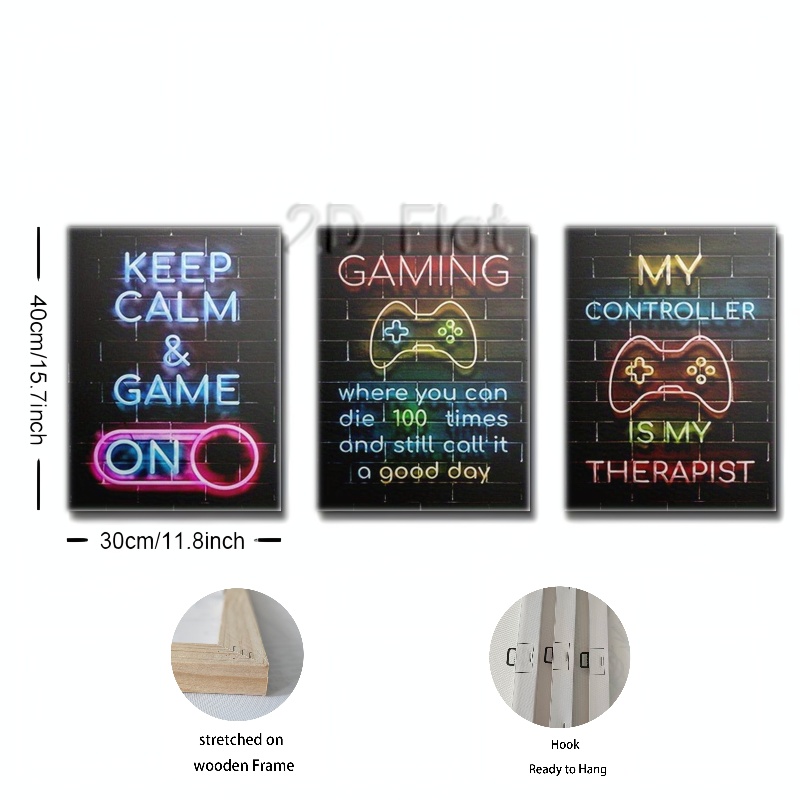 2D Flat
KEEP
CALM
&
GAME
ON
GAMING
where you can
die 100 times
and still call it
a good day
MY
CONTROLLER
IS MY
THERAPIST
40cm/15.7inch
30cm/11.8inch
stretched on
wooden Frame
Hook
Ready to Hang